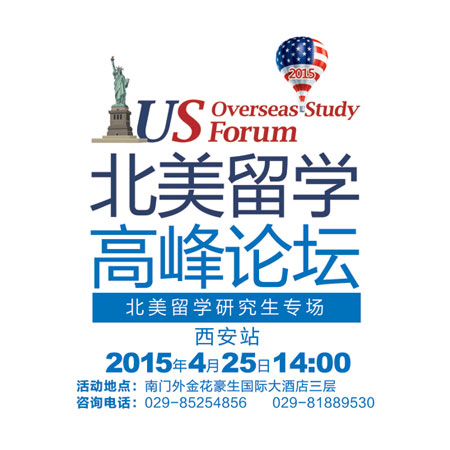 2015
US Overseas Study
Forum
北美留学
高峰论坛
北美留学研究生专场
西安站
2015年4月25日14:00
活动地点：南门外金花豪生国际大酒店三层
咨询电话：029-85254856 029-81889530